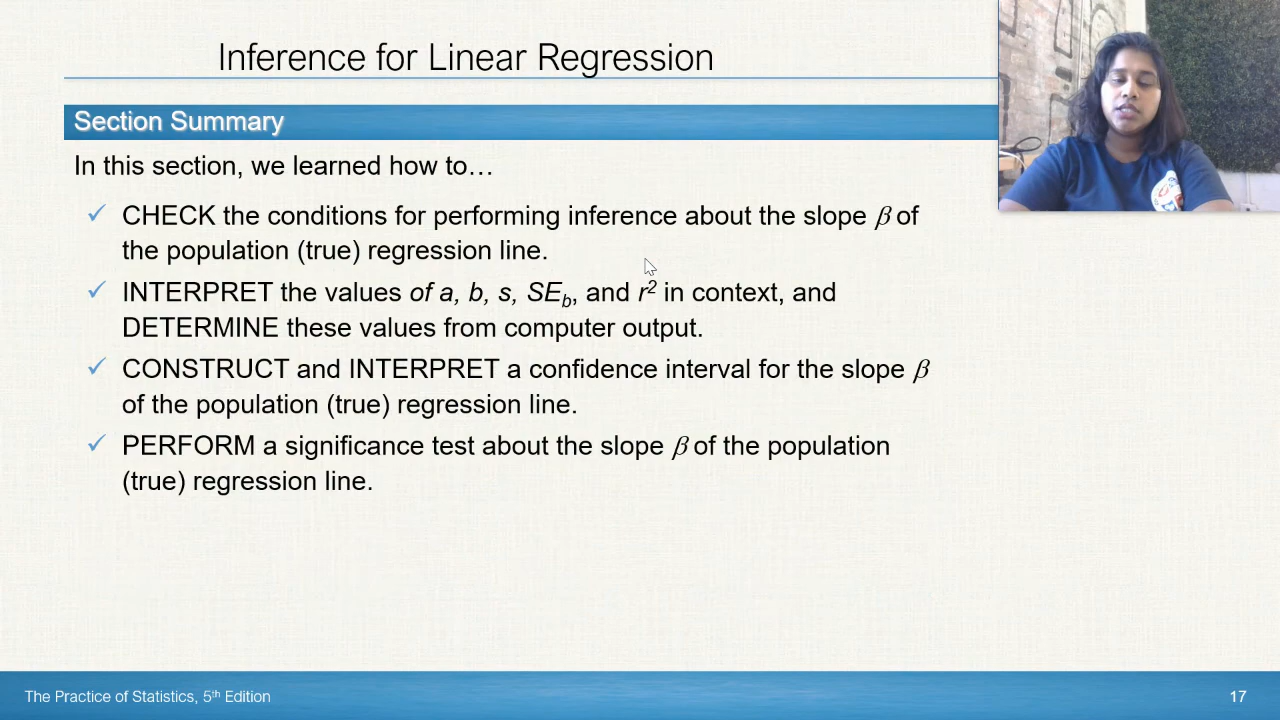 Inference for Linear Regression
Section Summary
In this section, we learned how to…
✓ CHECK the conditions for performing inference about the slope β of
the population (true) regression line.
✓ INTERPRET the values of a, b, s, SEb, and r² in context, and
DETERMINE these values from computer output.
✓ CONSTRUCT and INTERPRET a confidence interval for the slope β
of the population (true) regression line.
✓ PERFORM a significance test about the slope β of the population
(true) regression line.
The Practice of Statistics, 5th Edition
17